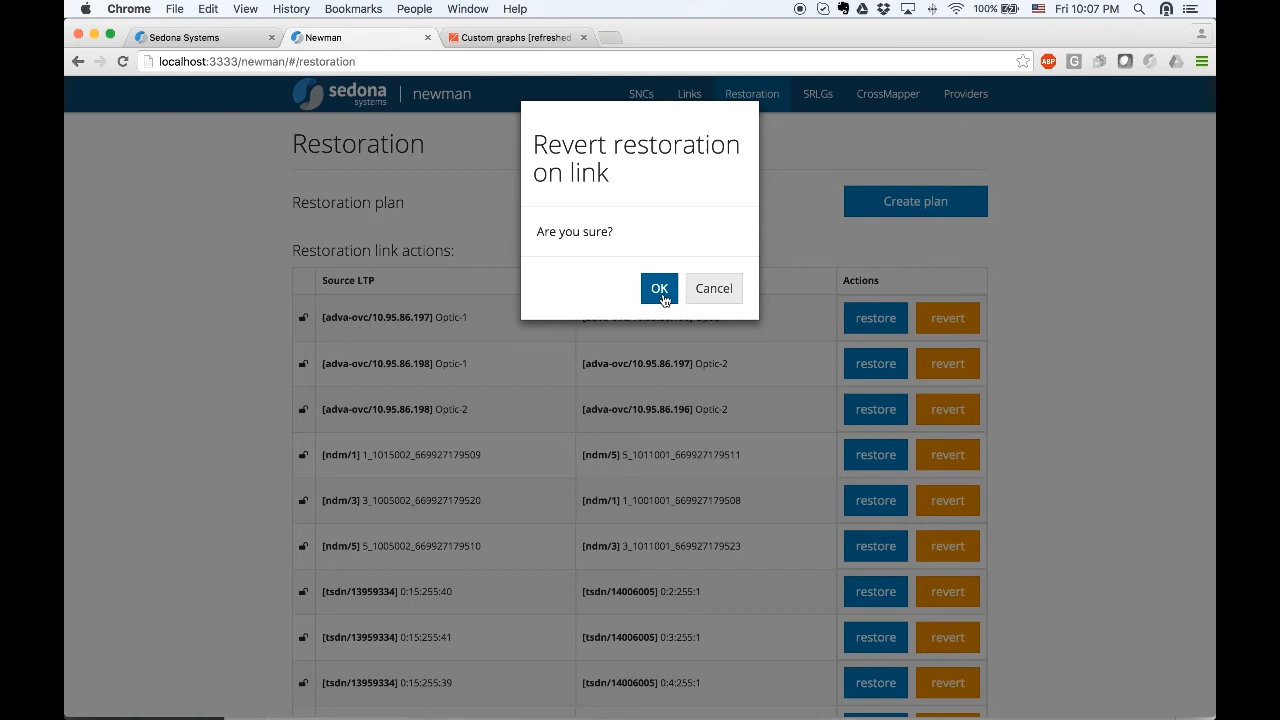 Chrome File Edit View History Bookmarks People Window Help 100% Fri 10:07 PM
Sedona Systems Newman Custom graphs [refreshed
localhost:3333/newman/#/restoration ABP G
sedona systems newman SNCs Links Restoration SRLGs CrossMapper Providers
Restoration
Revert restoration
on link
Restoration plan Create plan
Are you sure?
Restoration link actions:
Source LTP Actions
OK Cancel
[adva-ovc/10.95.86.197] Optic-1 restore revert
[adva-ovc/10.95.86.198] Optic-1 [adva-ovc/10.95.86.197] Optic-2 restore revert
[adva-ovc/10.95.86.198] Optic-2 [adva-ovc/10.95.86.196] Optic-2 restore revert
[ndm/1] 1_1015002_669927179509 [ndm/5] 5_1011001_669927179511 restore revert
[ndm/3] 3_1005002_669927179520 [ndm/1] 1_1001001_669927179508 restore revert
[ndm/5] 5_1005002_669927179510 [ndm/3] 3_1011001_669927179523 restore revert
[tsdn/13959334] 0:15:255:40 [tsdn/14006005] 0:2:255:1 restore revert
[tsdn/13959334] 0:15:255:41 [tsdn/14006005] 0:3:255:1 restore revert
[tsdn/13959334] 0:15:255:39 [tsdn/14006005] 0:4:255:1 restore revert